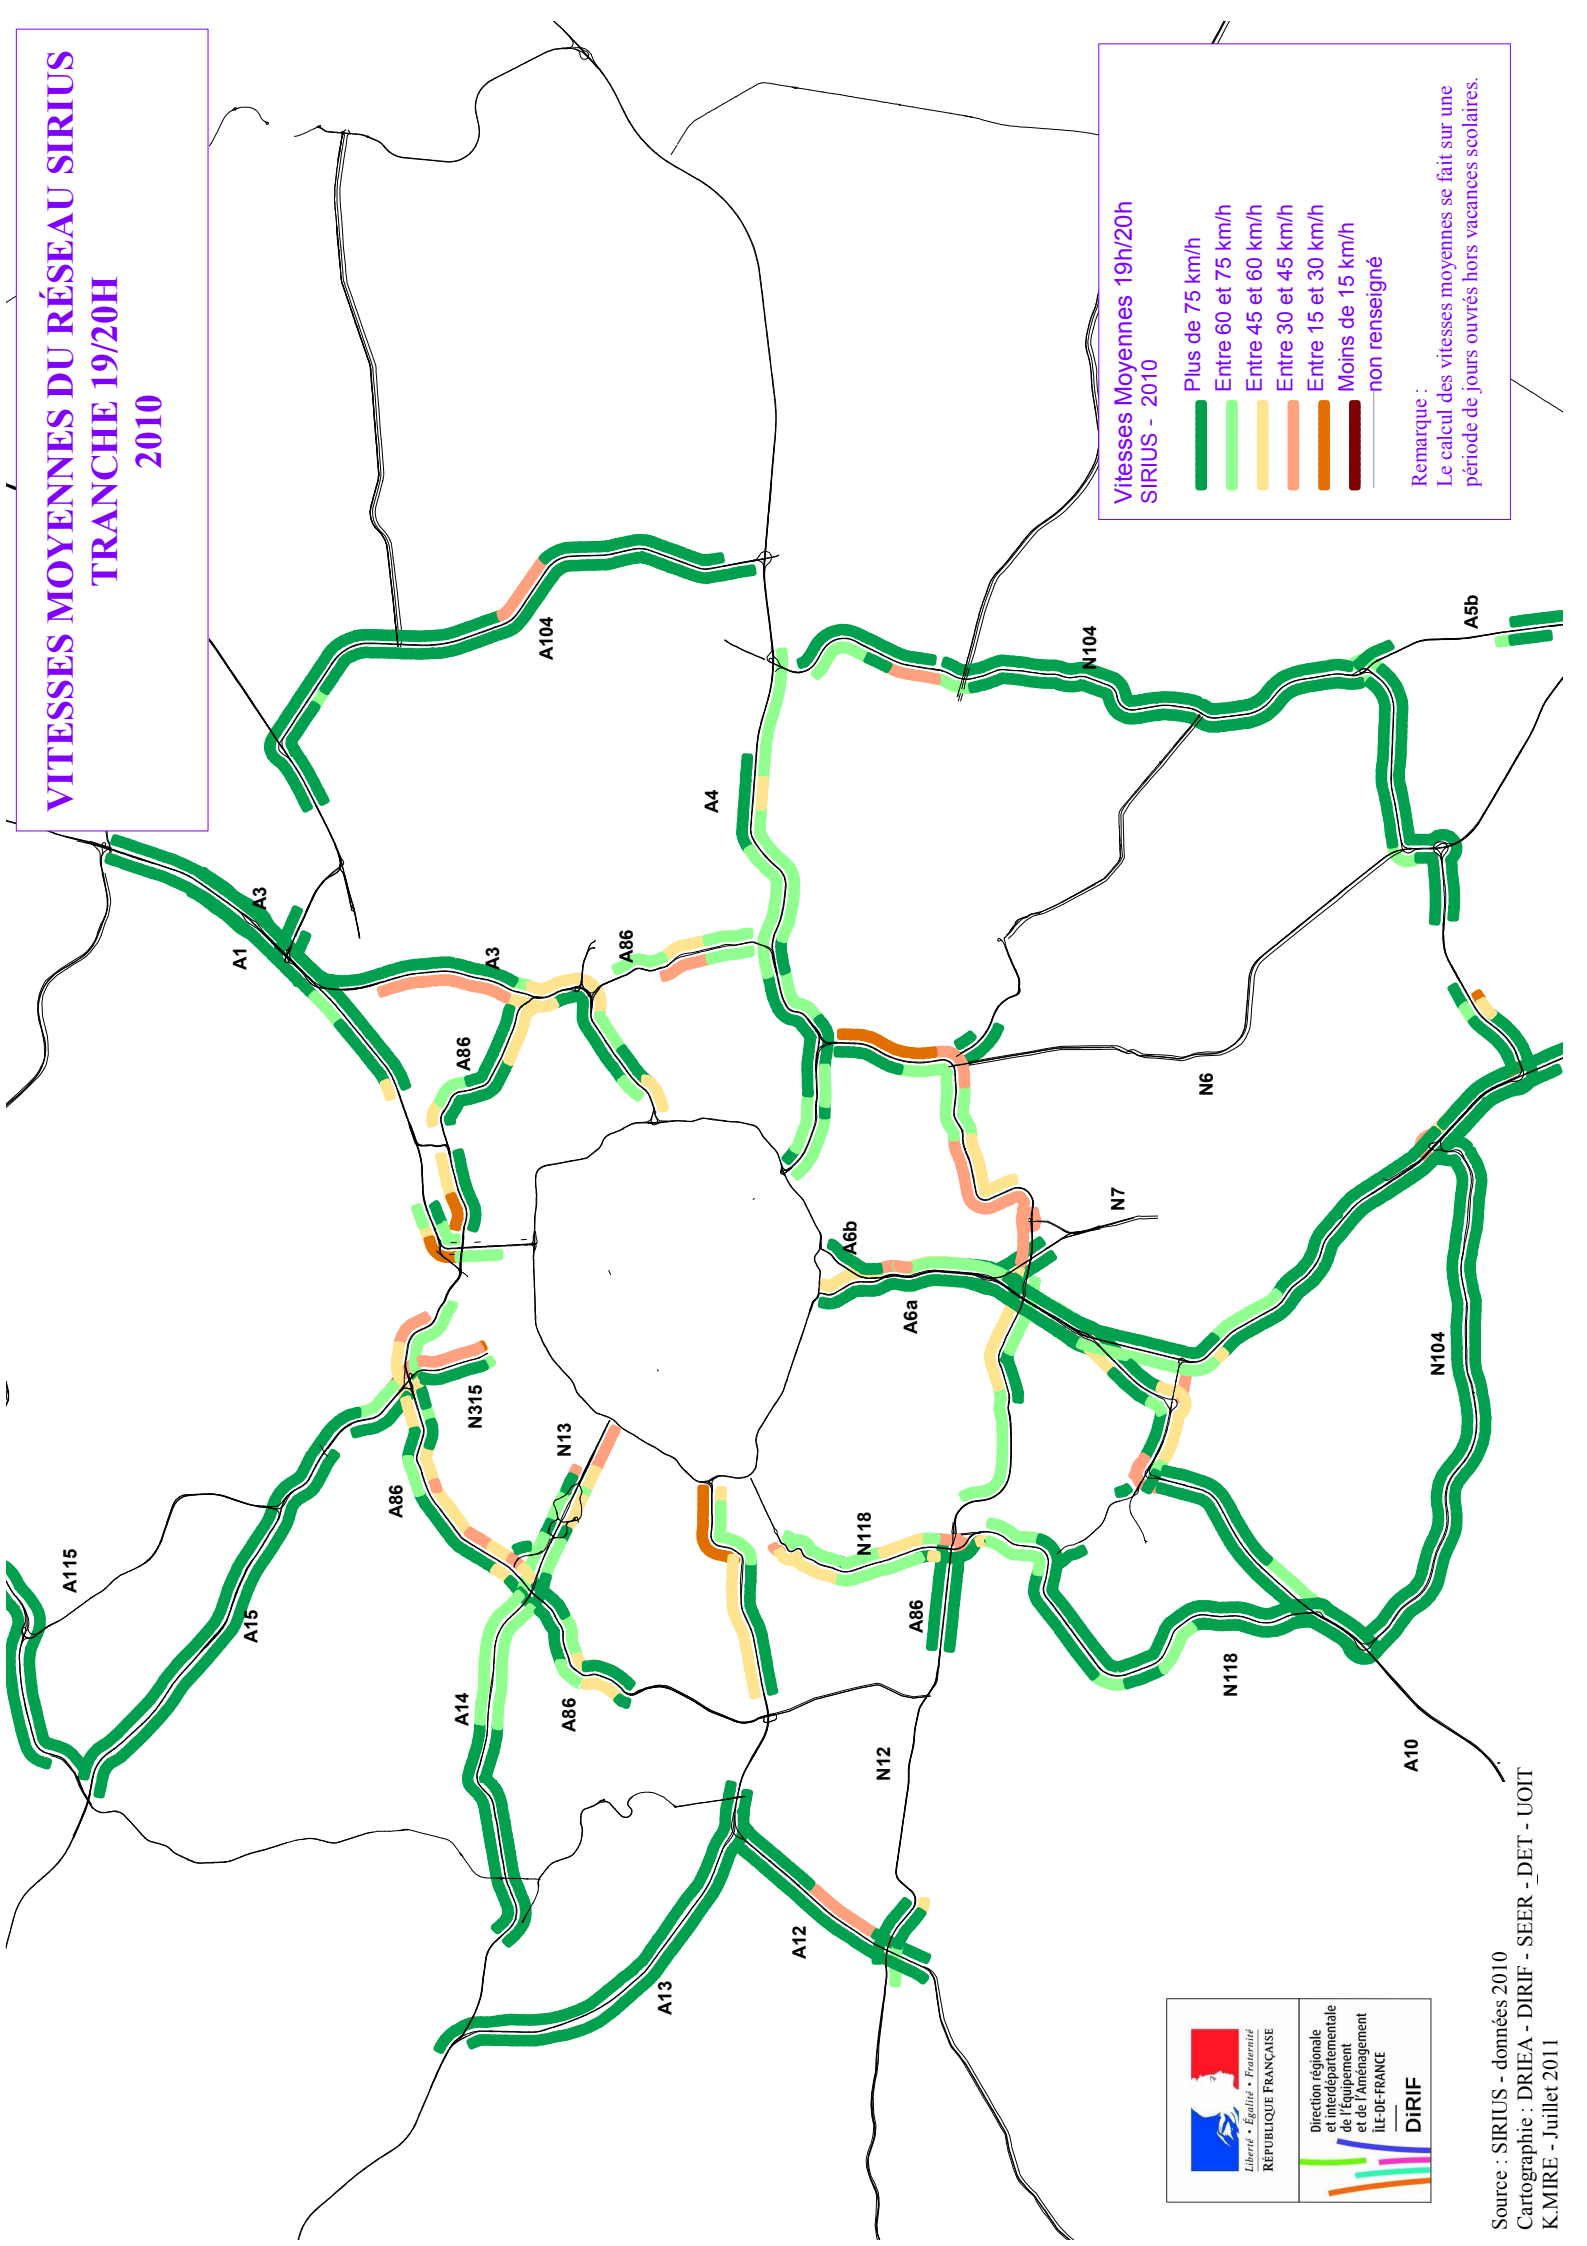 VITESSES MOYENNES DU RÉSEAU SIRIUS
TRANCHE 19/20H
2010
A115
A15
A14
A86
A13
A12
N12
A86
N315
N13
A86
N118
A86
N118
A10
A1
A3
A3
A86
A86
A104
A4
A6b
A6a
N7
N6
N104
N104
A5b
Vitesses Moyennes 19h/20h
SIRIUS - 2010
Plus de 75 km/h
Entre 60 et 75 km/h
Entre 45 et 60 km/h
Entre 30 et 45 km/h
Entre 15 et 30 km/h
Moins de 15 km/h
non renseigné
Remarque :
Le calcul des vitesses moyennes se fait sur une
période de jours ouvrés hors vacances scolaires.
Liberté • Égalité • Fraternité
RÉPUBLIQUE FRANÇAISE
Direction régionale
et interdépartementale
de l'Équipement
et de l'Aménagement
ÎLE-DE-FRANCE
DiRIF
Source : SIRIUS - données 2010
Cartographie : DRIEA - DIRIF - SEER - DET - UOIT
K.MIRE - Juillet 2011